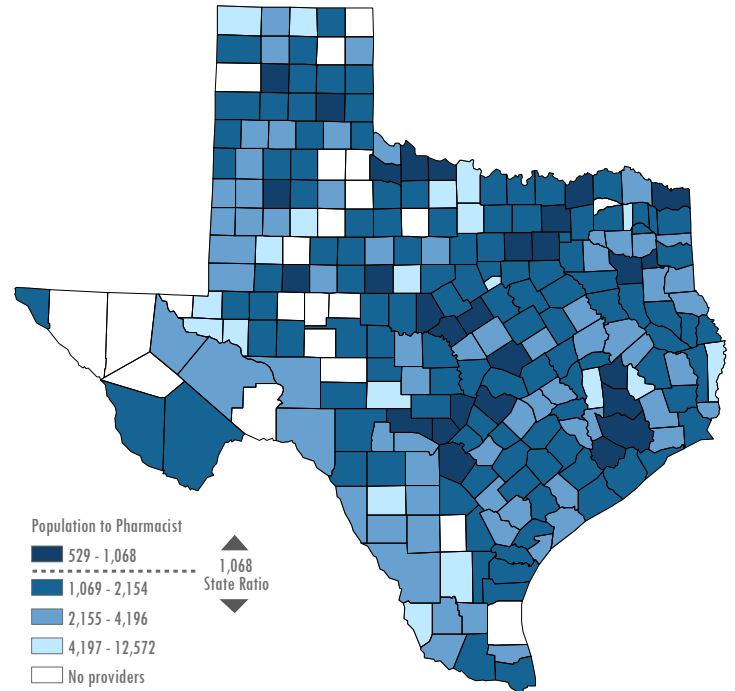 Population to Pharmacist
529 - 1,068
1,068
State Ratio
1,069 - 2,154
2,155 - 4,196
4,197 - 12,572
No providers